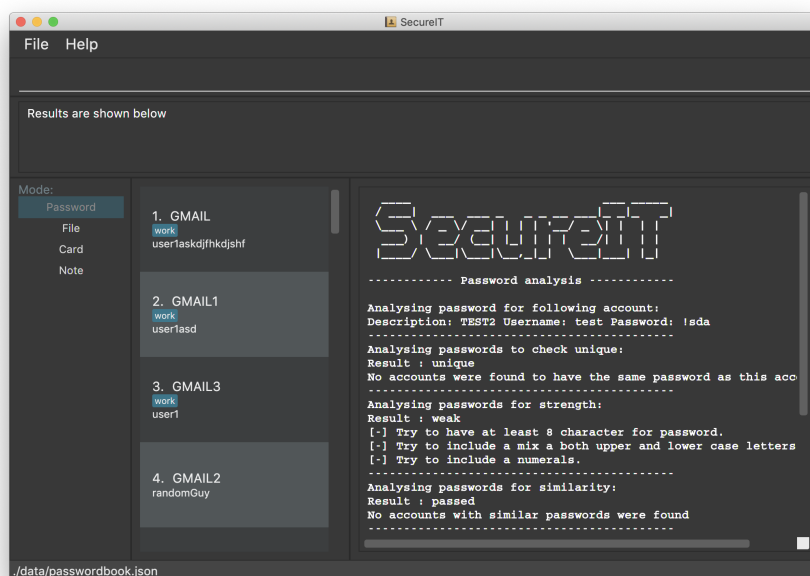 SecureIT
File Help
Results are shown below
Mode:
Password
File
Card
Note
1. GMAIL
work
user1askdjfhkdjshf
2. GMAIL1
work
user1asd
3. GMAIL3
work
user1
4. GMAIL2
randomGuy
SecureIT
------------ Password analysis ------------
Analysing password for following account:
Description: TEST2 Username: test Password: !sda
-------------------------------------------
Analysing passwords to check unique:
Result : unique
No accounts were found to have the same password as this acc
-------------------------------------------
Analysing passwords for strength:
Result : weak
[-] Try to have at least 8 character for password.
[-] Try to include a mix a both upper and lower case letters
[-] Try to include a numerals.
-------------------------------------------
Analysing passwords for similarity:
Result : passed
No accounts with similar passwords were found
-------------------------------------------
./data/passwordbook.json